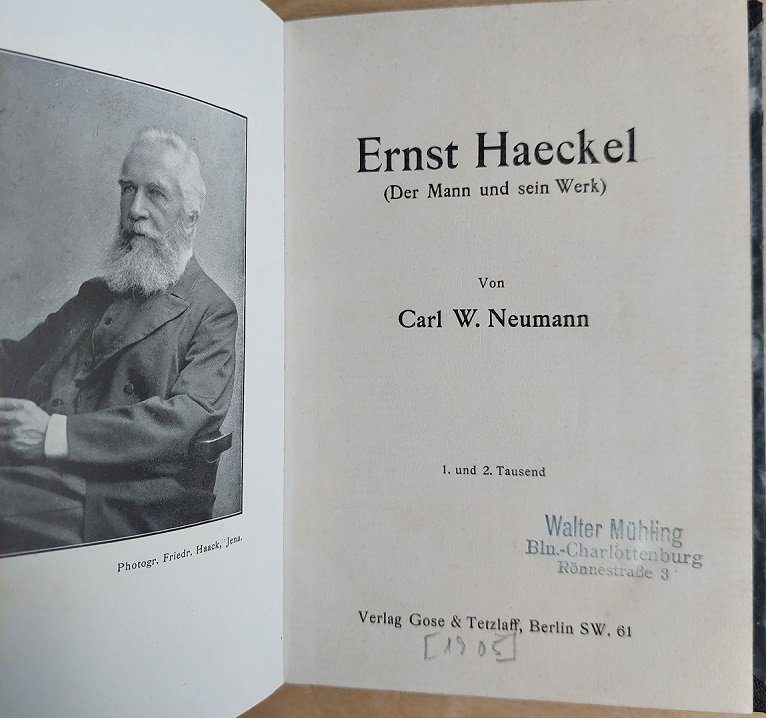 Photogr. Friedr. Haack, Jena.
Ernst Haeckel
(Der Mann und sein Werk)
Von
Carl W. Neumann
1. und 2. Tausend
Walter Mühling
Bln.-Charlottenburg
Rönnestraße 3
Verlag Gose & Tetzlaff, Berlin SW. 61
[1905]